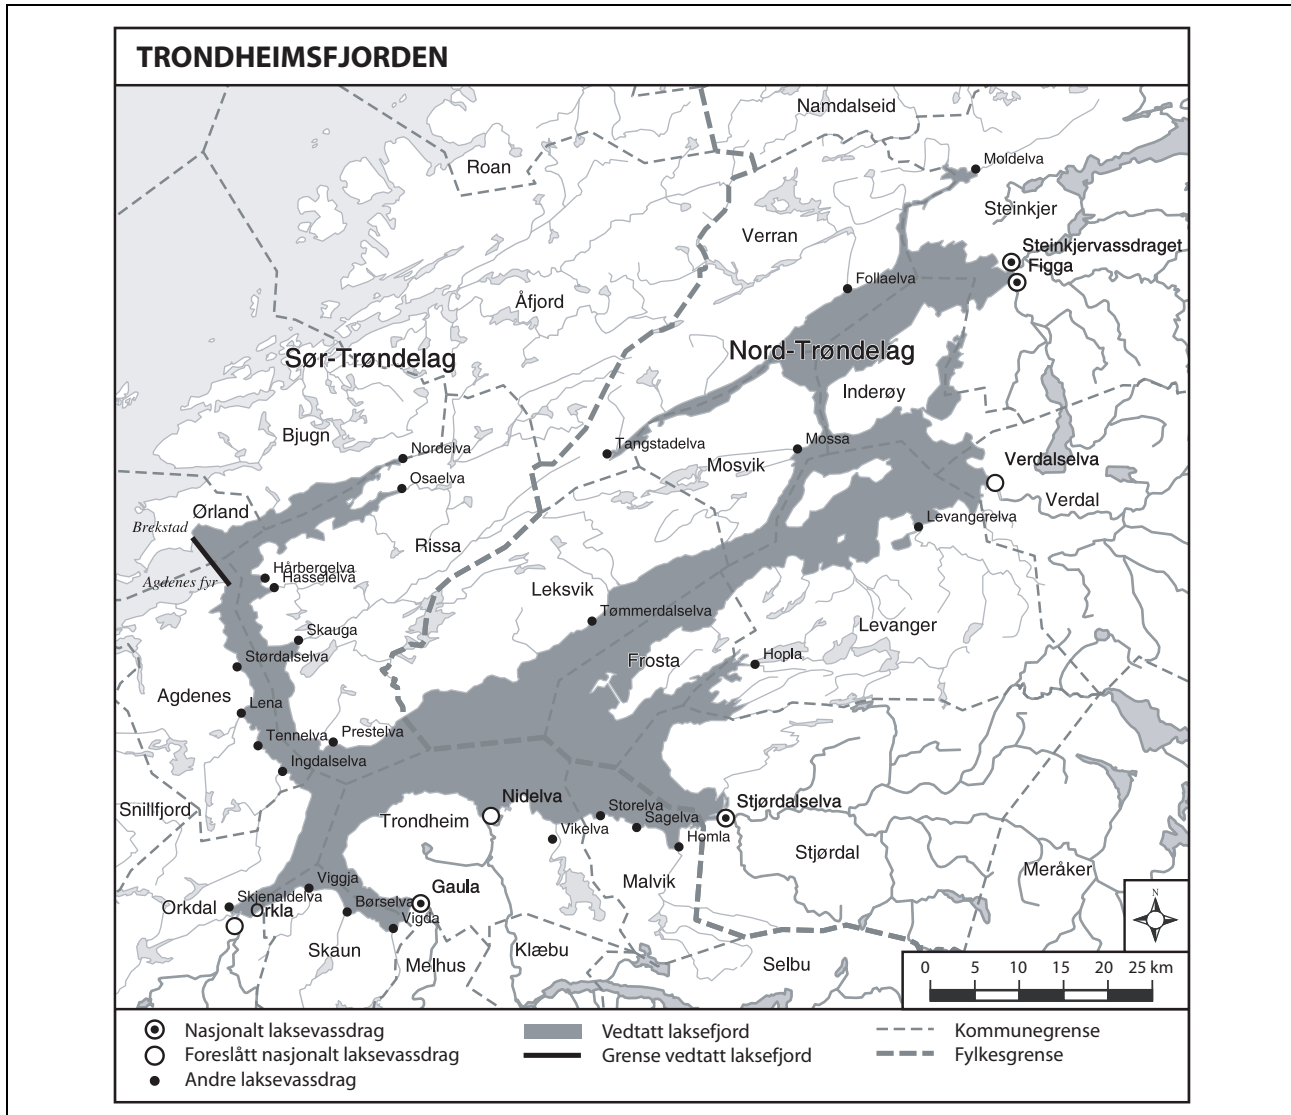 TRONDHEIMSFJORDEN
Namdalseid
Roan
Moldelva
Steinkjer
Verran
Steinkjervassdraget
Figga
Follaelva
Åfjord
Sør-Trøndelag
Nord-Trøndelag
Inderøy
Bjugn
Nordelva
Tangstadelva
Mossa
Mosvik
Verdalselva
Osaelva
Verdal
Ørland
Brekstad
Levangerelva
Rissa
Hårbergelva
Hasselelva
Agdenes fyr
Leksvik
Tømmerdalselva
Skauga
Levanger
Størdalselva
Frosta
Hopla
Agdenes
Lena
Tennelva
Prestelva
Ingdalselva
Snillfjord
Nidelva
Stjørdalselva
Trondheim
Storelva
Sagelva
Vikelva
Homla
Stjørdal
Meråker
Viggja
Gaula
Malvik
Skjenaldelva
Børselva
Orkdal
Orkla
Vigda
N
Skaun
Klæbu
Melhus
Selbu
0 5 10 15 20 25 km
Nasjonalt laksevassdrag
Vedtatt laksefjord
Kommunegrense
Foreslått nasjonalt laksevassdrag
Grense vedtatt laksefjord
Fylkesgrense
Andre laksevassdrag